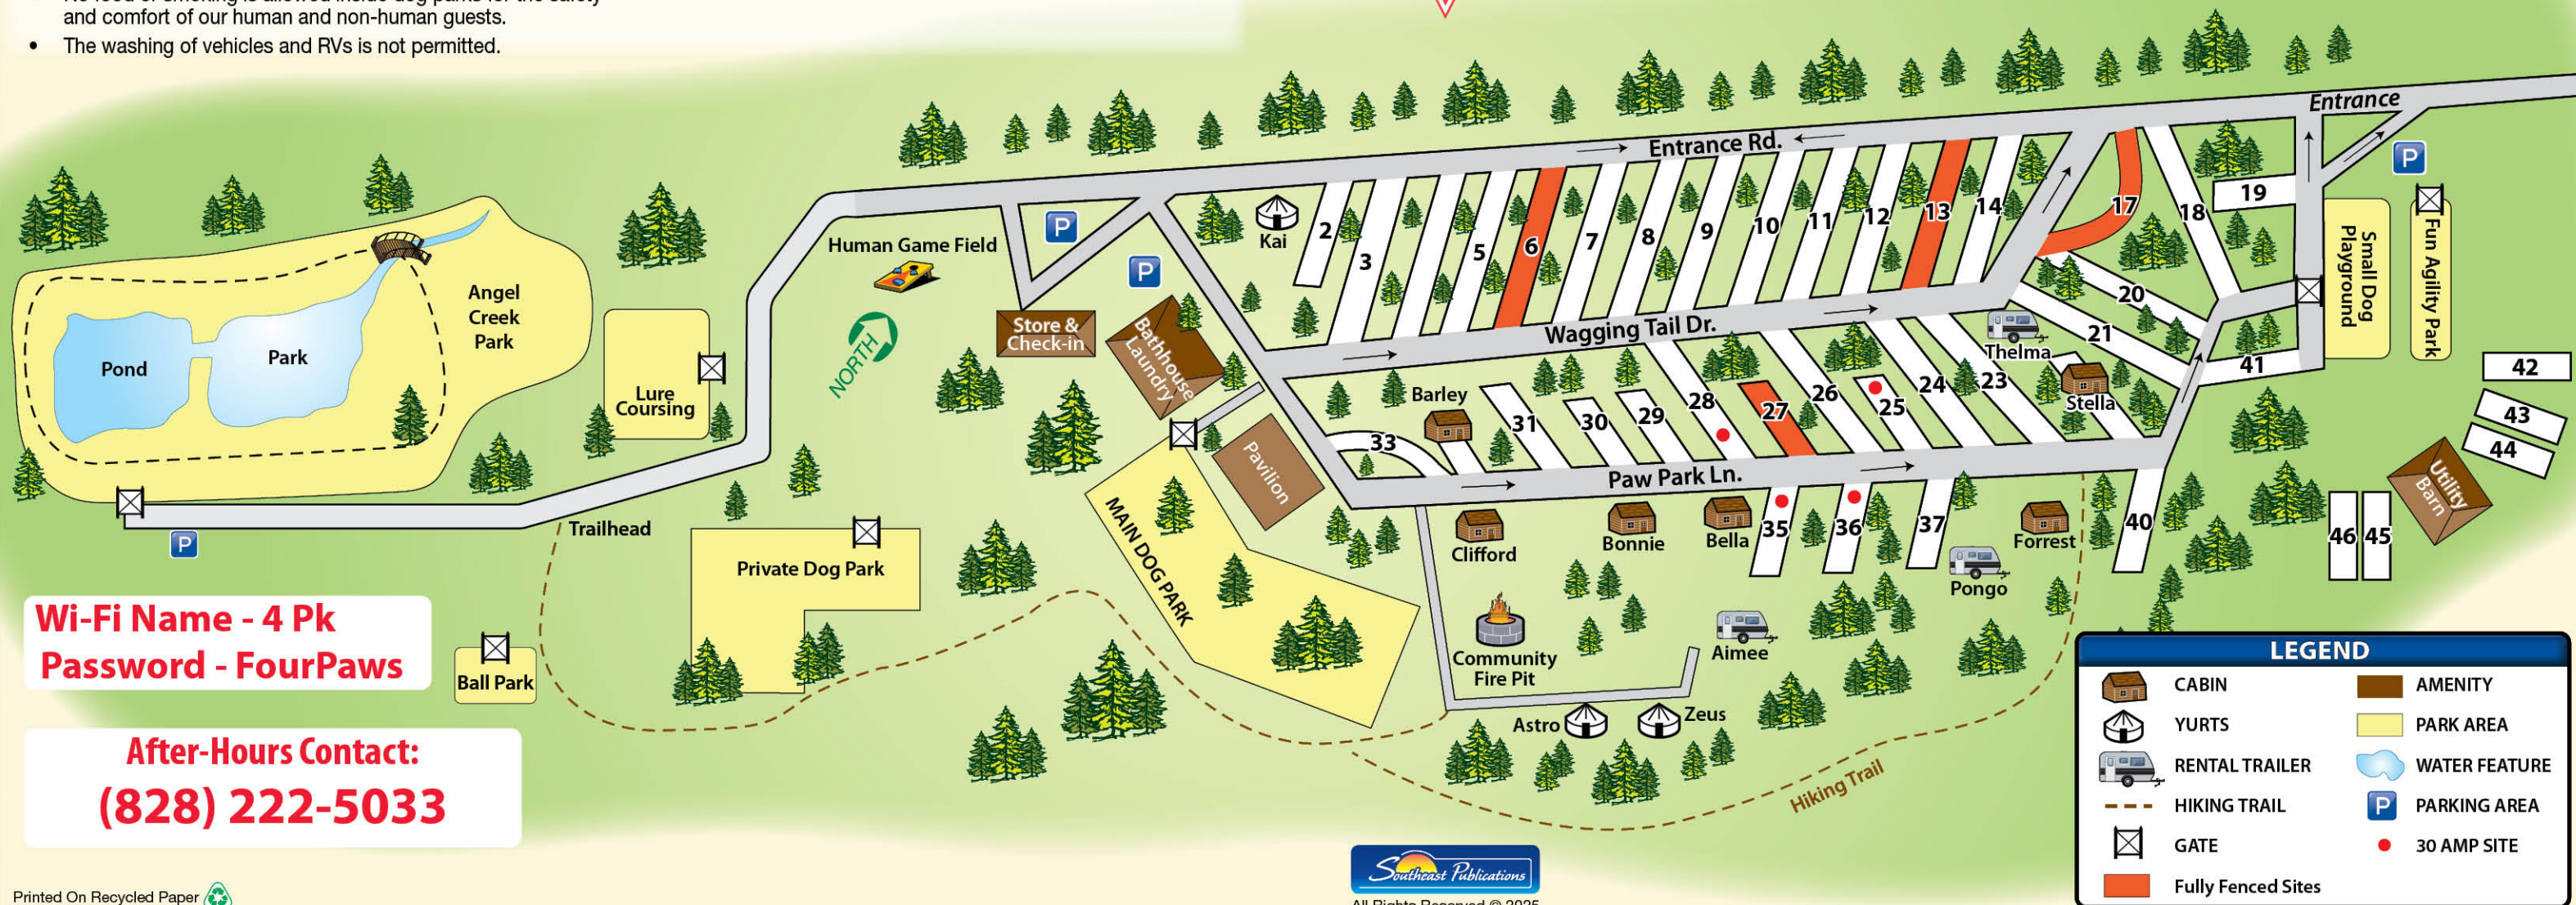 and comfort of our human and non-human guests.
• The washing of vehicles and RVs is not permitted.
Entrance
Entrance Rd.
P
Human Game Field
P
P
Kai
2
3
5
6
7
8
9
10
11
12
13
14
17
18
19
Small Dog
Playground
Fun Agility Park
Angel
Creek
Park
Pond
Park
Lure
Coursing
NORTH
Store &
Check-in
Bathhouse
Laundry
Wagging Tail Dr.
Thelma
20
21
41
42
43
44
Barley
33
31
30
29
28
27
26
25
24
23
Stella
Utility
Barn
46
45
Pavilion
Paw Park Ln.
P
Trailhead
Private Dog Park
MAIN DOG PARK
Clifford
Bonnie
Bella
35
36
37
Pongo
Forrest
40
Wi-Fi Name - 4 Pk
Password - FourPaws
Ball Park
Community
Fire Pit
Aimee
Astro
Zeus
Hiking Trail
After-Hours Contact:
(828) 222-5033
LEGEND
CABIN
YURTS
RENTAL TRAILER
HIKING TRAIL
GATE
Fully Fenced Sites
AMENITY
PARK AREA
WATER FEATURE
P PARKING AREA
30 AMP SITE
Southeast Publications
All Rights Reserved © 2025
Printed On Recycled Paper